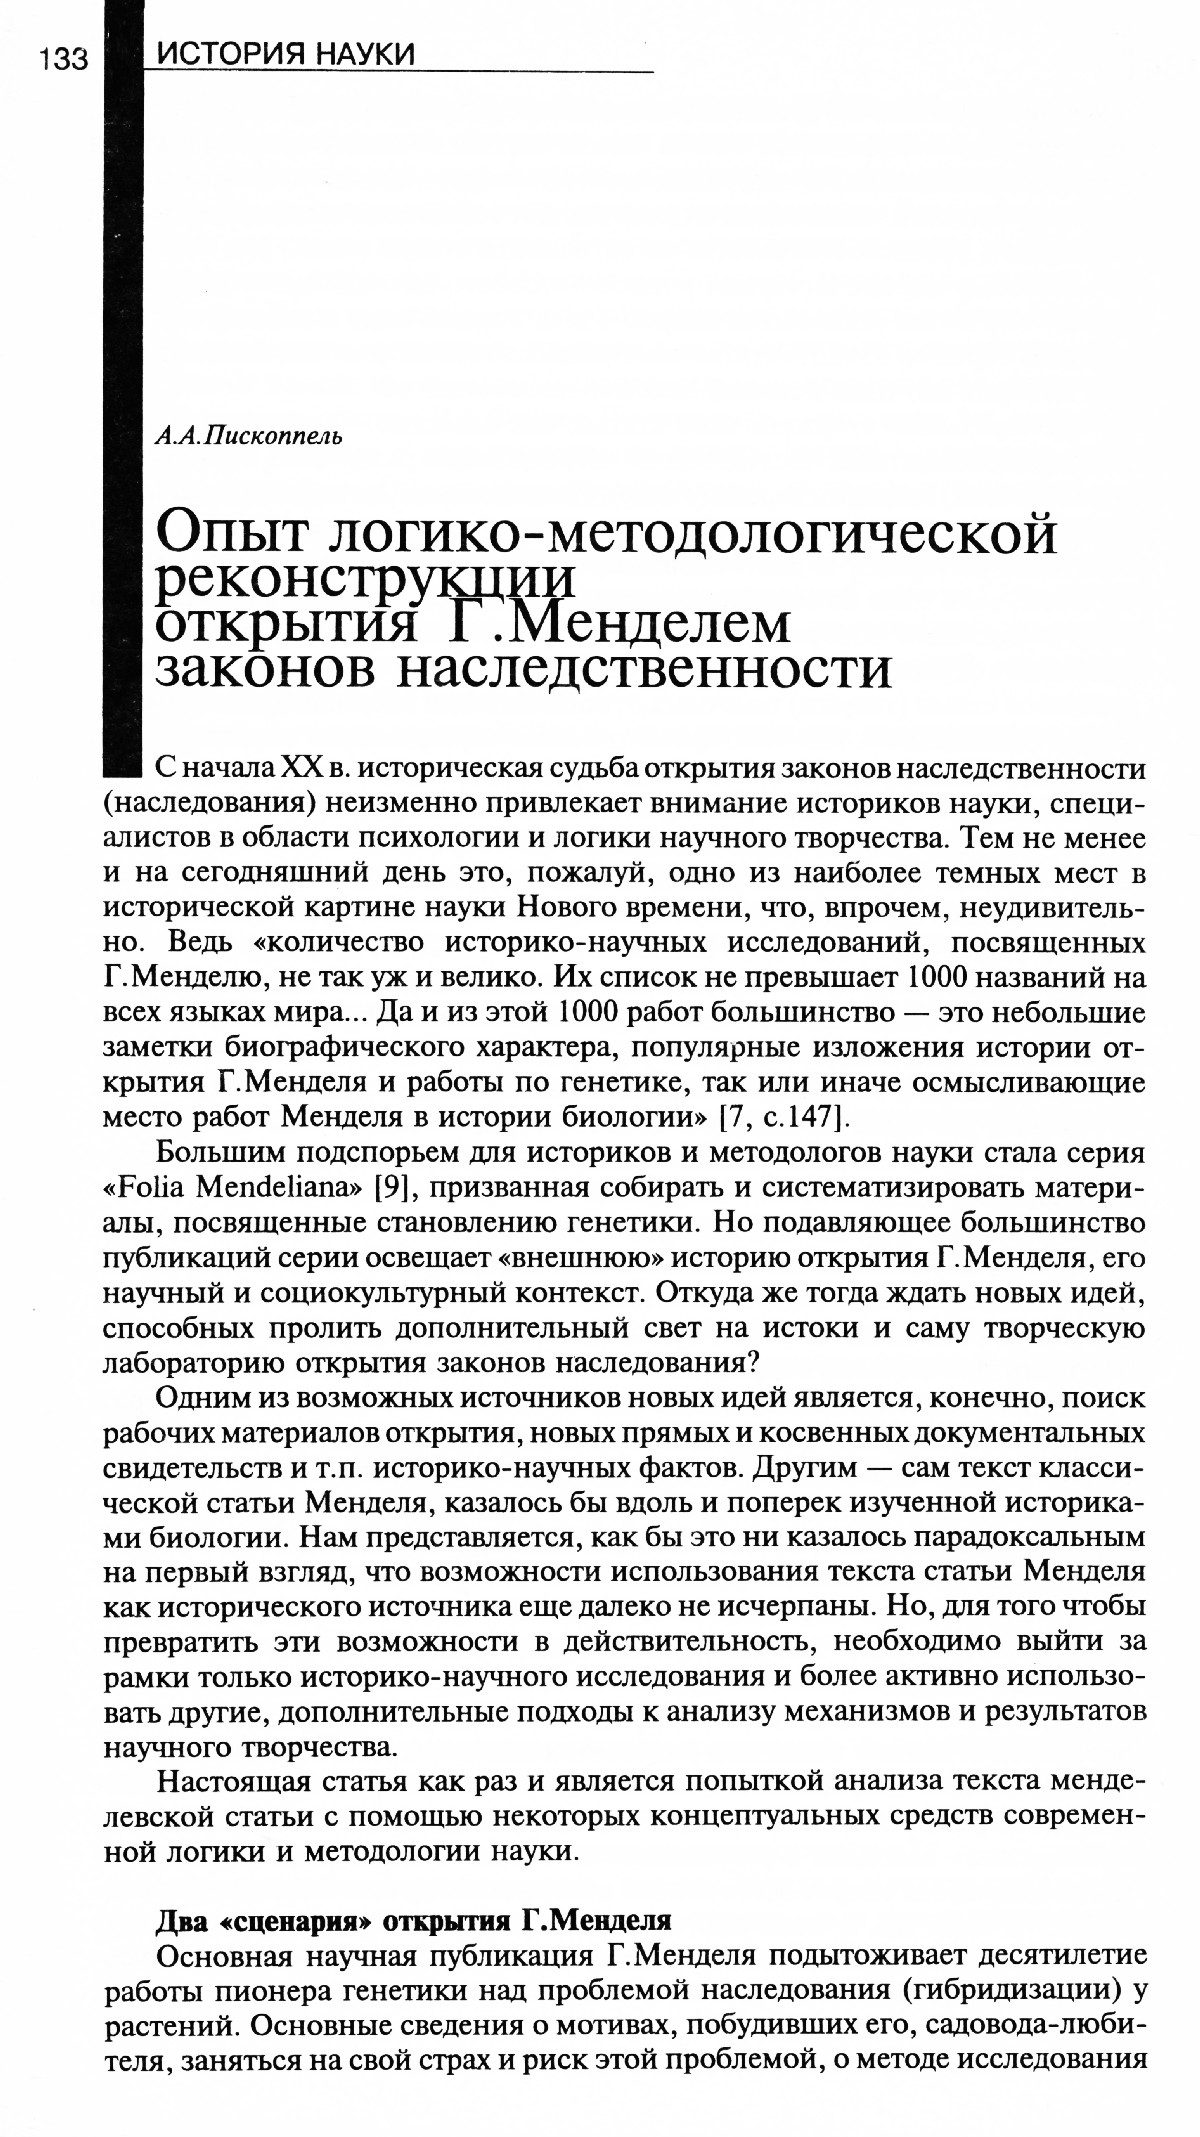 133
ИСТОРИЯ НАУКИ
А.А.Пископпель
Опыт логико-методологической
реконструкции
открытия Г.Менделем
законов наследственности
С начала XX в. историческая судьба открытия законов наследственности
(наследования) неизменно привлекает внимание историков науки, специ-
алистов в области психологии и логики научного творчества. Тем не менее
и на сегодняшний день это, пожалуй, одно из наиболее темных мест в
исторической картине науки Нового времени, что, впрочем, неудивитель-
но. Ведь «количество историко-научных исследований, посвященных
Г.Менделю, не так уж и велико. Их список не превышает 1000 названий на
всех языках мира... Да и из этой 1000 работ большинство — это небольшие
заметки биографического характера, популярные изложения истории от-
крытия Г.Менделя и работы по генетике, так или иначе осмысливающие
место работ Менделя в истории биологии» [7, с.147].
Большим подспорьем для историков и методологов науки стала серия
«Folia Mendeliana» [9], призванная собирать и систематизировать матери-
алы, посвященные становлению генетики. Но подавляющее большинство
публикаций серии освещает «внешнюю» историю открытия Г.Менделя, его
научный и социокультурный контекст. Откуда же тогда ждать новых идей,
способных пролить дополнительный свет на истоки и саму творческую
лабораторию открытия законов наследования?
Одним из возможных источников новых идей является, конечно, поиск
рабочих материалов открытия, новых прямых и косвенных документальных
свидетельств и т.п. историко-научных фактов. Другим — сам текст класси-
ческой статьи Менделя, казалось бы вдоль и поперек изученной историка-
ми биологии. Нам представляется, как бы это ни казалось парадоксальным
на первый взгляд, что возможности использования текста статьи Менделя
как исторического источника еще далеко не исчерпаны. Но, для того чтобы
превратить эти возможности в действительность, необходимо выйти за
рамки только историко-научного исследования и более активно использо-
вать другие, дополнительные подходы к анализу механизмов и результатов
научного творчества.
Настоящая статья как раз и является попыткой анализа текста менде-
левской статьи с помощью некоторых концептуальных средств современ-
ной логики и методологии науки.
Два «сценария» открытия Г.Менделя
Основная научная публикация Г.Менделя подытоживает десятилетие
работы пионера генетики над проблемой наследования (гибридизации) у
растений. Основные сведения о мотивах, побудивших его, садовода-люби-
теля, заняться на свой страх и риск этой проблемой, о методе исследования